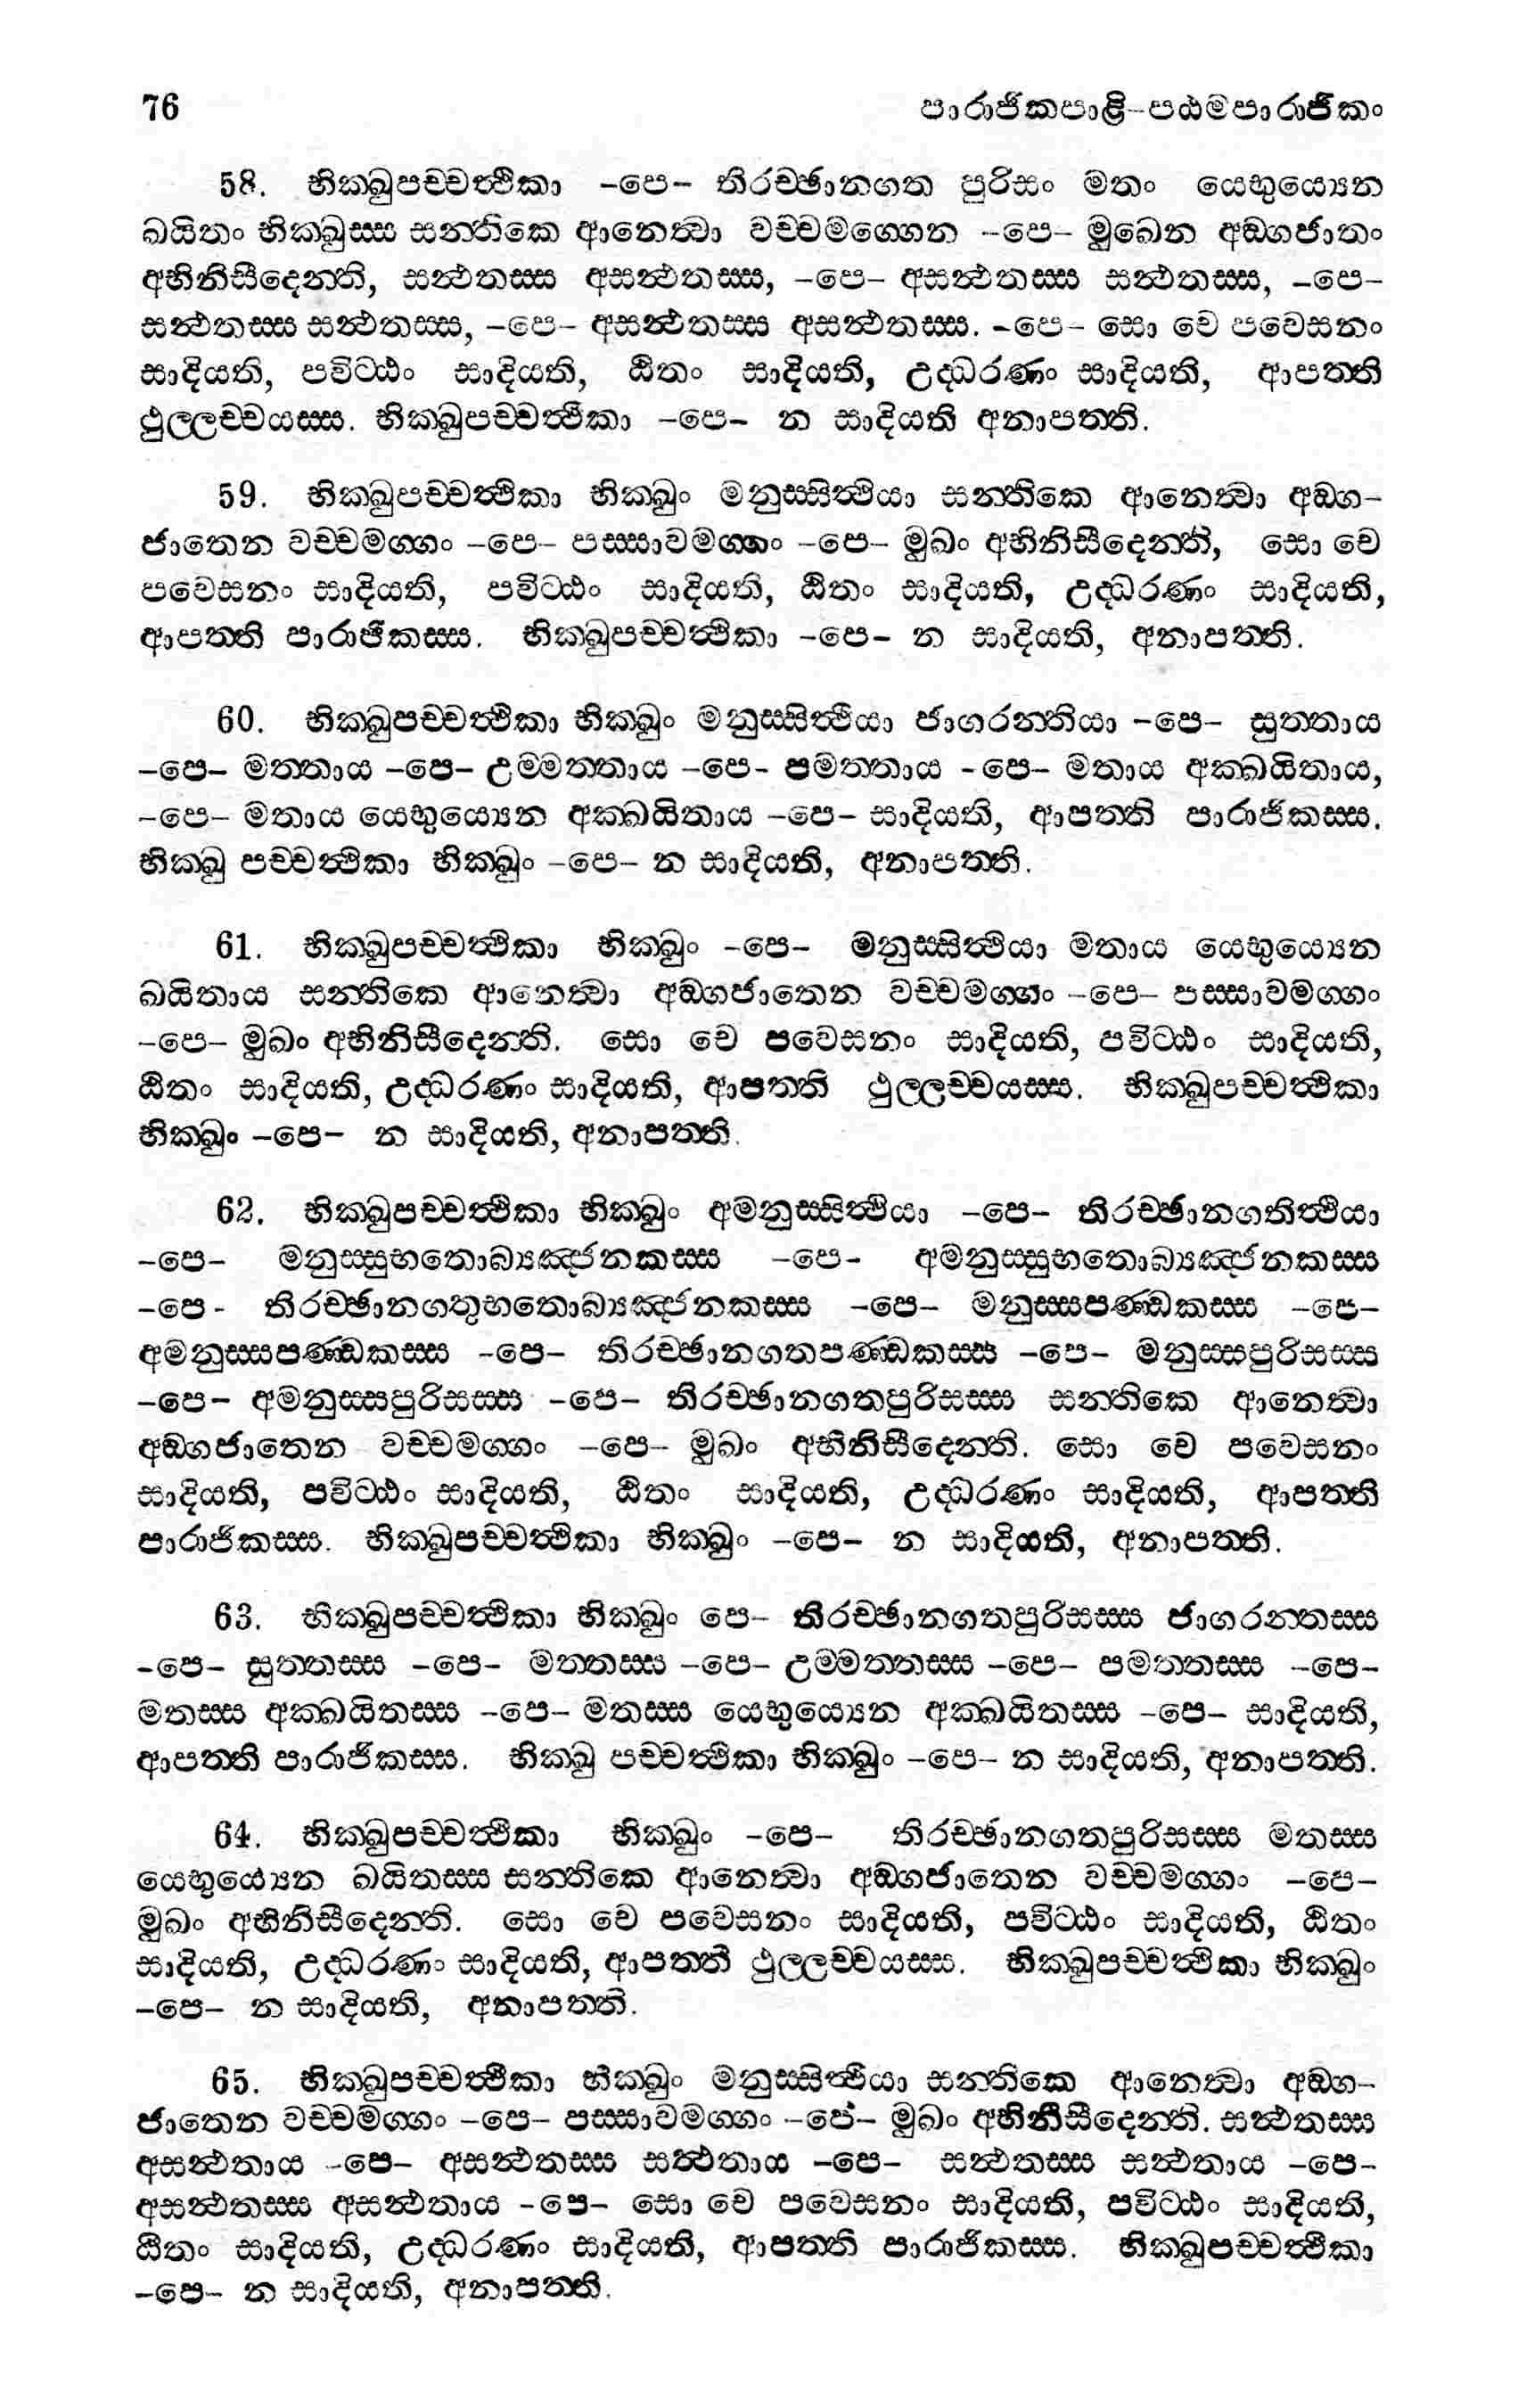 76 පාරාජිකපාළි-පඨමපාරාජිකං
58. භික්ඛුපච්චත්ථිකා -පෙ- තිරච්ඡානගත පුරිසං මතං යෙභුය්‍යෙන
ඛයිතං භික්ඛුස්ස සන්තිකෙ ආනෙත්වා වච්චමග්ගෙන -පෙ- මුඛෙන අඞ්ගජාතං
අභිනිසීදෙන්ති, සන්ථතස්ස අසන්ථතස්ස, -පෙ- අසන්ථතස්ස සන්ථතස්ස, -පෙ-
සන්ථතස්ස සන්ථතස්ස, -පෙ- අසන්ථතස්ස අසන්ථතස්ස. -පෙ- සො චෙ පවෙසනං
සාදියති, පවිට්ඨං සාදියති, ඨිතං සාදියති, උද්ධරණං සාදියති, ආපත්ති
ථුල්ලච්චයස්ස. භික්ඛුපච්චත්ථිකා -පෙ- න සාදියති අනාපත්ති.
59. භික්ඛුපච්චත්ථිකා භික්ඛුං මනුස්සිත්ථියා සන්තිකෙ ආනෙත්වා අඞ්ග-
ජාතෙන වච්චමග්ගං -පෙ- පස්සාවමග්ගං -පෙ- මුඛං අභිනිසීදෙන්ති, සො චෙ
පවෙසනං සාදියති, පවිට්ඨං සාදියති, ඨිතං සාදියති, උද්ධරණං සාදියති,
ආපත්ති පාරාජිකස්ස. භික්ඛුපච්චත්ථිකා -පෙ- න සාදියති, අනාපත්ති.
60. භික්ඛුපච්චත්ථිකා භික්ඛුං මනුස්සිත්ථියා ජාගරන්තියා -පෙ- සුත්තාය
-පෙ- මත්තාය -පෙ- උම්මත්තාය -පෙ- පමත්තාය -පෙ- මතාය අක්ඛයිතාය,
-පෙ- මතාය යෙභුය්‍යෙන අක්ඛයිතාය -පෙ- සාදියති, ආපත්ති පාරාජිකස්ස.
භික්ඛු පච්චත්ථිකා භික්ඛුං -පෙ- න සාදියති, අනාපත්ති.
61. භික්ඛුපච්චත්ථිකා භික්ඛුං -පෙ- මනුස්සිත්ථියා මතාය යෙභුය්‍යෙන
ඛයිතාය සන්තිකෙ ආනෙත්වා අඞ්ගජාතෙන වච්චමග්ගං -පෙ- පස්සාවමග්ගං
-පෙ- මුඛං අභිනිසීදෙන්ති. සො චෙ පවෙසනං සාදියති, පවිට්ඨං සාදියති,
ඨිතං සාදියති, උද්ධරණං සාදියති, ආපත්ති ථුල්ලච්චයස්ස. භික්ඛුපච්චත්ථිකා
භික්ඛුං -පෙ- න සාදියති, අනාපත්ති.
62. භික්ඛුපච්චත්ථිකා භික්ඛුං අමනුස්සිත්ථියා -පෙ- තිරච්ඡානගතිත්ථියා
-පෙ- මනුස්සුභතොබ්‍යඤ්ජනකස්ස -පෙ- අමනුස්සුභතොබ්‍යඤ්ජනකස්ස
-පෙ- තිරච්ඡානගතුභතොබ්‍යඤ්ජනකස්ස -පෙ- මනුස්සපණ්ඩකස්ස -පෙ-
අමනුස්සපණ්ඩකස්ස -පෙ- තිරච්ඡානගතපණ්ඩකස්ස -පෙ- මනුස්සපුරිසස්ස
-පෙ- අමනුස්සපුරිසස්ස -පෙ- තිරච්ඡානගතපුරිසස්ස සන්තිකෙ ආනෙත්වා
අඞ්ගජාතෙන වච්චමග්ගං -පෙ- මුඛං අභිනිසීදෙන්ති. සො චෙ පවෙසනං
සාදියති, පවිට්ඨං සාදියති, ඨිතං සාදියති, උද්ධරණං සාදියති, ආපත්ති
පාරාජිකස්ස. භික්ඛුපච්චත්ථිකා භික්ඛුං -පෙ- න සාදියති, අනාපත්ති.
63. භික්ඛුපච්චත්ථිකා භික්ඛුං පෙ- තිරච්ඡානගතපුරිසස්ස ජාගරන්තස්ස
-පෙ- සුත්තස්ස -පෙ- මත්තස්ස -පෙ- උම්මත්තස්ස -පෙ- පමත්තස්ස -පෙ-
මතස්ස අක්ඛයිතස්ස -පෙ- මතස්ස යෙභුය්‍යෙන අක්ඛයිතස්ස -පෙ- සාදියති,
ආපත්ති පාරාජිකස්ස. භික්ඛු පච්චත්ථිකා භික්ඛුං -පෙ- න සාදියති, අනාපත්ති.
64. භික්ඛුපච්චත්ථිකා භික්ඛුං -පෙ- තිරච්ඡානගතපුරිසස්ස මතස්ස
යෙභුය්‍යෙන ඛයිතස්ස සන්තිකෙ ආනෙත්වා අඞ්ගජාතෙන වච්චමග්ගං -පෙ-
මුඛං අභිනිසීදෙන්ති. සො චෙ පවෙසනං සාදියති, පවිට්ඨං සාදියති, ඨිතං
සාදියති, උද්ධරණං සාදියති, ආපත්ති ථුල්ලච්චයස්ස. භික්ඛුපච්චත්ථිකා භික්ඛුං
-පෙ- න සාදියති, අනාපත්ති.
65. භික්ඛුපච්චත්ථිකා භික්ඛුං මනුස්සිත්ථියා සන්තිකෙ ආනෙත්වා අඞ්ග-
ජාතෙන වච්චමග්ගං -පෙ- පස්සාවමග්ගං -පෙ- මුඛං අභිනිසීදෙන්ති. සන්ථතස්ස
අසන්ථතාය -පෙ- අසන්ථතස්ස සන්ථතාය -පෙ- සන්ථතස්ස සන්ථතාය -පෙ-
අසන්ථතස්ස අසන්ථතාය -පෙ- සො චෙ පවෙසනං සාදියති, පවිට්ඨං සාදියති,
ඨිතං සාදියති, උද්ධරණං සාදියති, ආපත්ති පාරාජිකස්ස. භික්ඛුපච්චත්ථිකා
-පෙ- න සාදියති, අනාපත්ති.